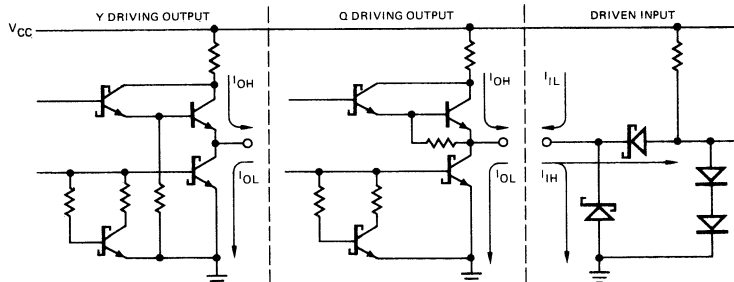 Y DRIVING OUTPUT
Q DRIVING OUTPUT
DRIVEN INPUT
VCC
IOH
IOL
IOH
IOL
IIL
IIH